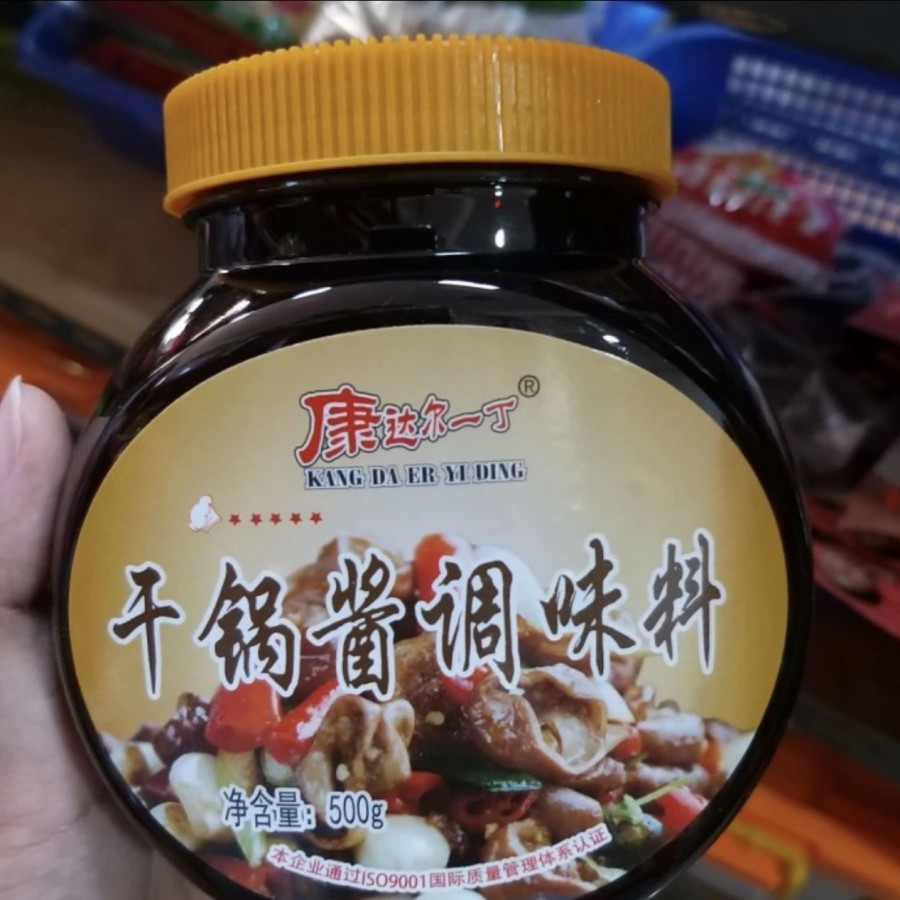 康达尔一丁®
KANG DA ER YI DING
干锅酱调味料
净含量：500g
本企业通过ISO9001国际质量管理体系认证